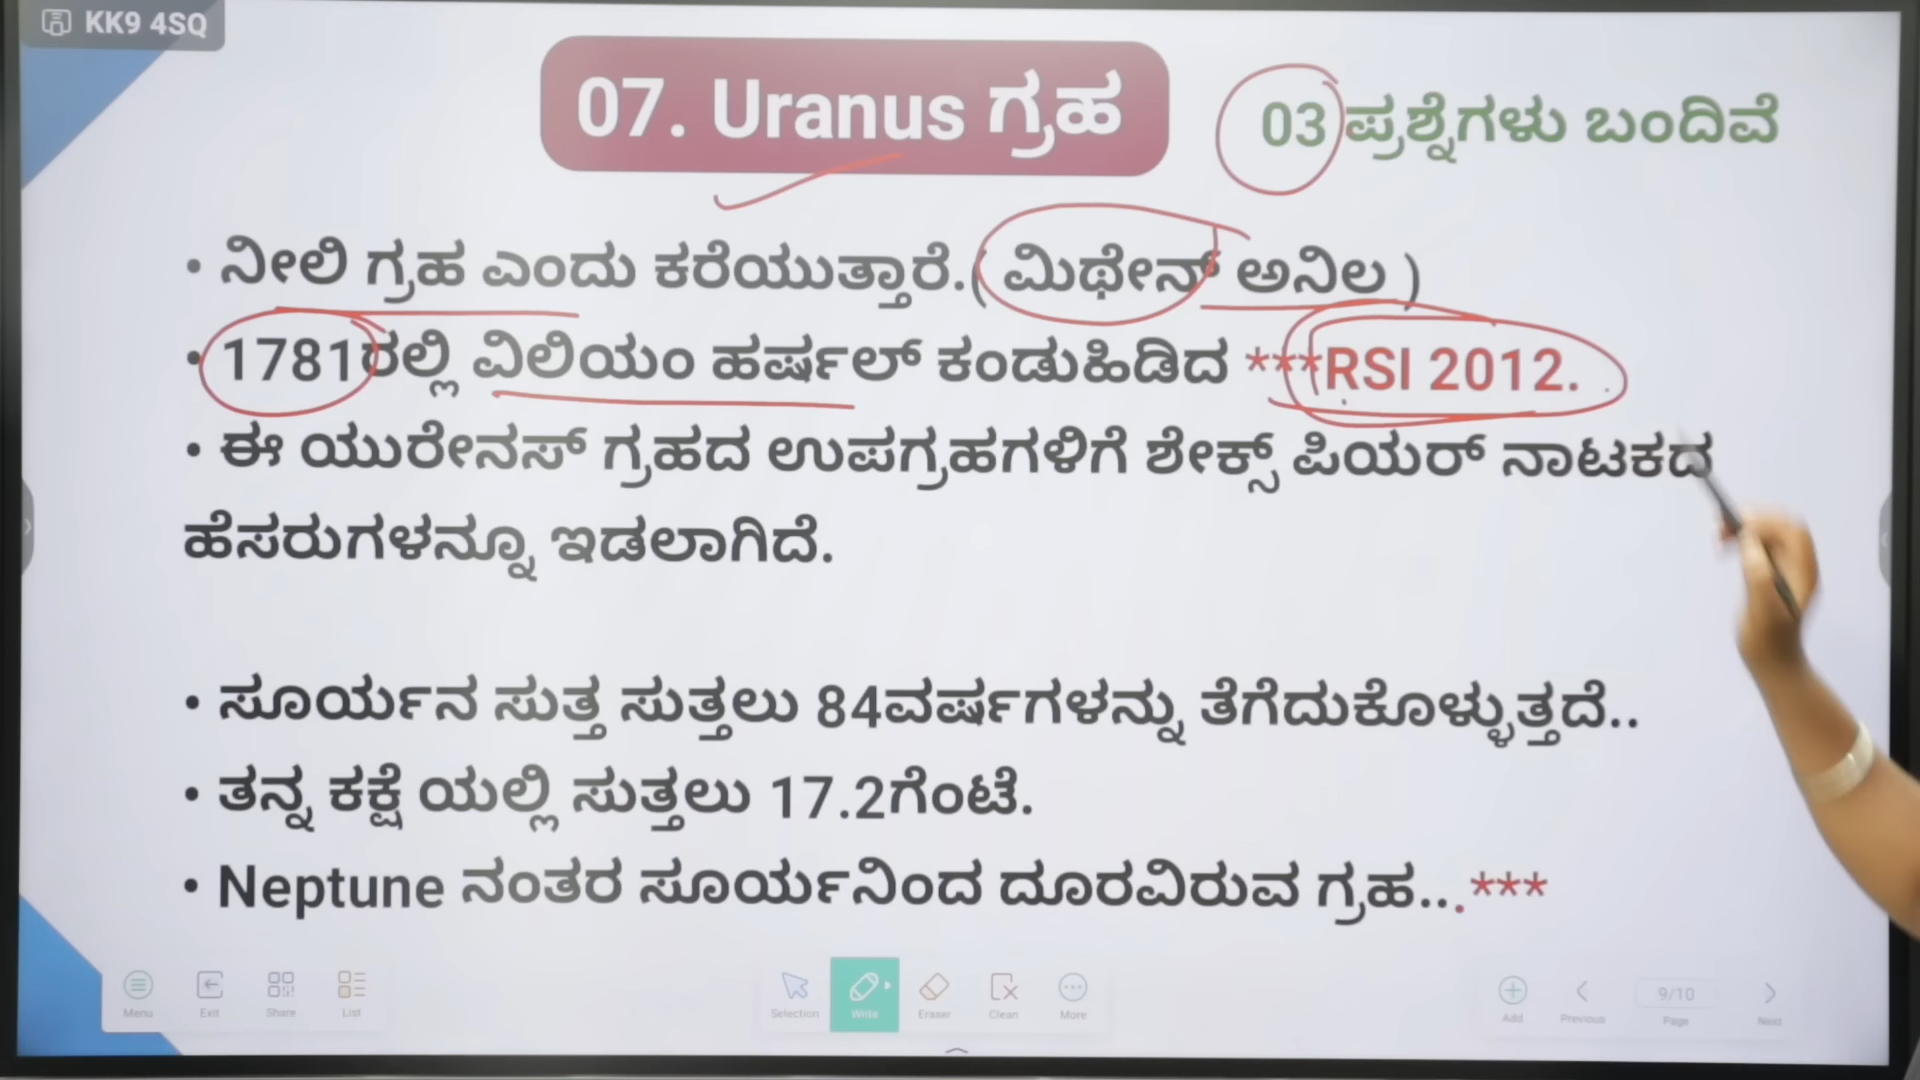 KK9 4SQ
07. Uranus ಗ್ರಹ
03 ಪ್ರಶ್ನೆಗಳು ಬಂದಿವೆ
• ನೀಲಿ ಗ್ರಹ ಎಂದು ಕರೆಯುತ್ತಾರೆ.( ಮಿಥೇನ್ ಅನಿಲ )
• 1781ರಲ್ಲಿ ವಿಲಿಯಂ ಹರ್ಷಲ್ ಕಂಡುಹಿಡಿದ ***RSI 2012.
• ಈ ಯುರೇನಸ್ ಗ್ರಹದ ಉಪಗ್ರಹಗಳಿಗೆ ಶೇಕ್ಸ್ ಪಿಯರ್ ನಾಟಕದ
ಹೆಸರುಗಳನ್ನೂ ಇಡಲಾಗಿದೆ.
• ಸೂರ್ಯನ ಸುತ್ತ ಸುತ್ತಲು 84ವರ್ಷಗಳನ್ನು ತೆಗೆದುಕೊಳ್ಳುತ್ತದೆ..
• ತನ್ನ ಕಕ್ಷೆ ಯಲ್ಲಿ ಸುತ್ತಲು 17.2ಗೆಂಟೆ.
• Neptune ನಂತರ ಸೂರ್ಯನಿಂದ ದೂರವಿರುವ ಗ್ರಹ...***
Menu Exit Share List Selection Write Eraser Clean More Add Previous 9/10 Page Next